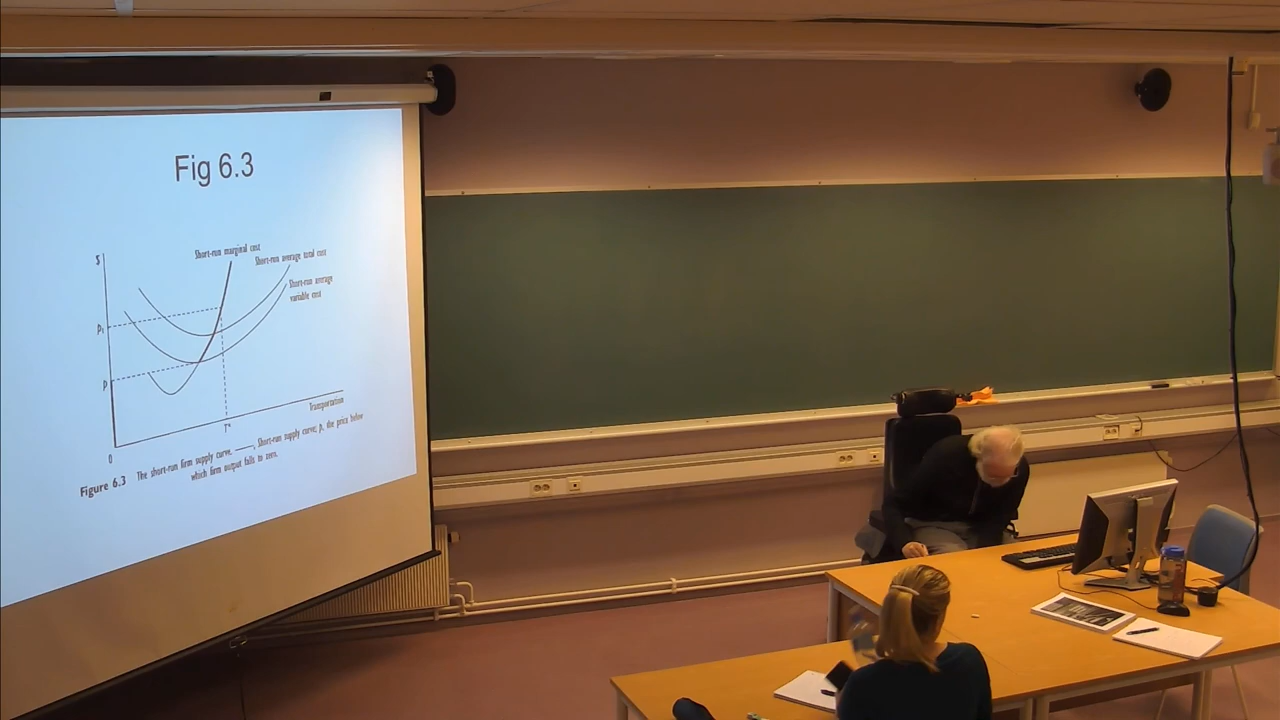 Fig 6.3
$
Short-run marginal cost
Short-run average total cost
Short-run average
variable cost
P₁
P
Transportation
T*
0
Figure 6.3 The short-run firm supply curve. ———, Short-run supply curve; P, the price below
which firm output falls to zero.